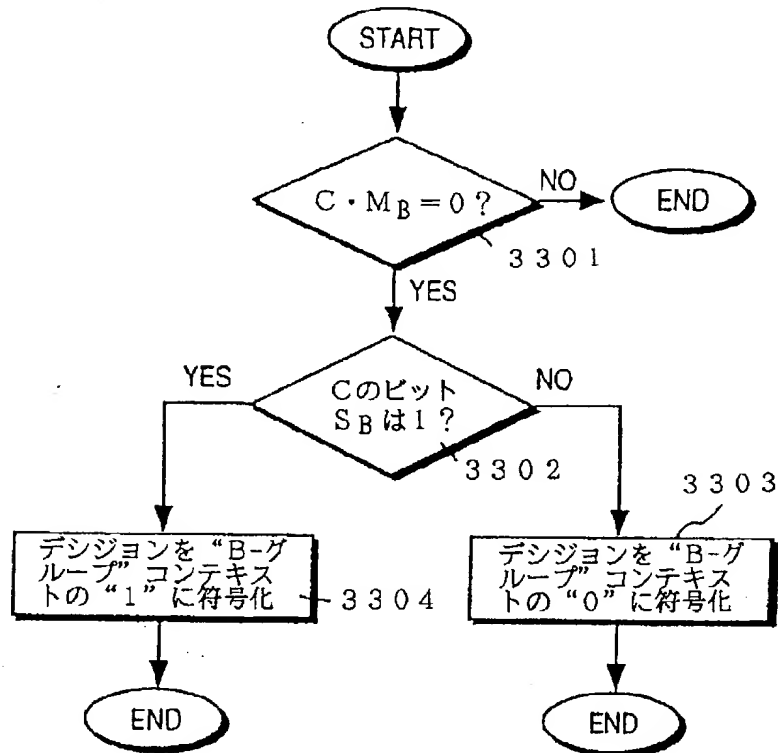 START
C・MB=0?
NO
END
3301
YES
YES
Cのビット
SBは1?
NO
3302
3303
デシジョンを“B-グ
ループ”コンテキス
トの“1”に符号化
3304
デシジョンを“B-グ
ループ”コンテキス
トの“0”に符号化
END
END